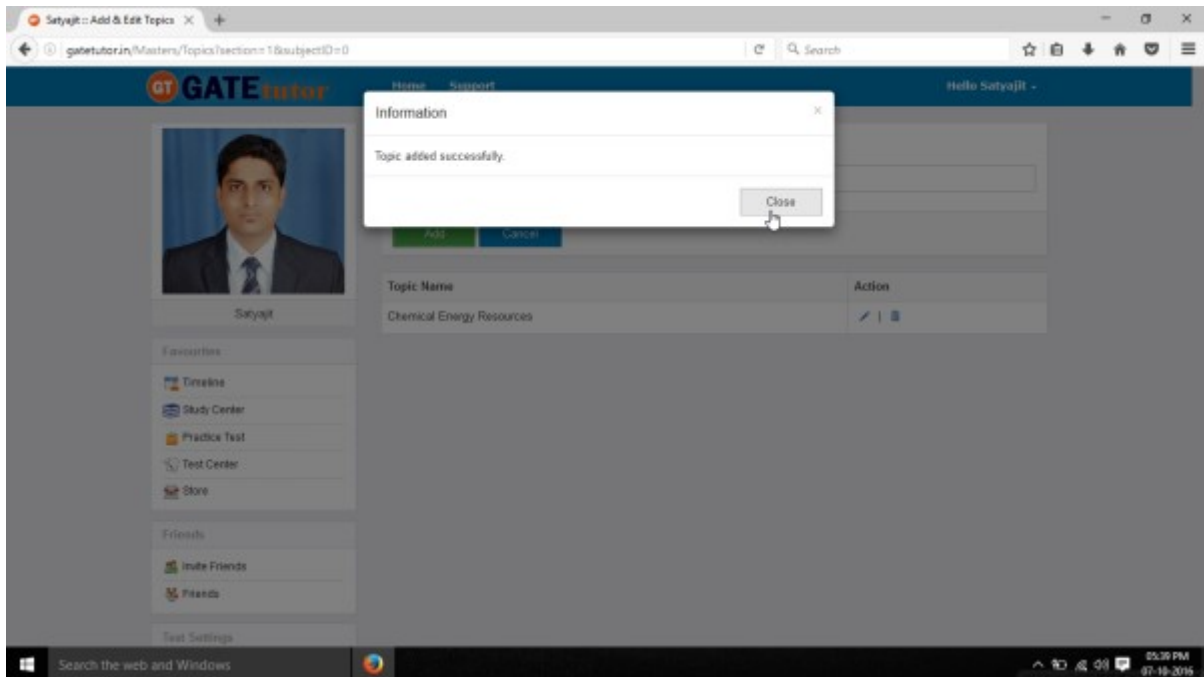 Satyajit :: Add & Edit Topics
gatetutor.in/Masters/Topics?section=1&subjectID=0
Search
GT GATEtutor
Home Support
Hello Satyajit
Information
Topic added successfully.
Close
Add Cancel
Topic Name Action
Chemical Energy Resources
Satyajit
Favourites
Timeline
Study Center
Practice Test
Test Center
Store
Friends
Invite Friends
Friends
Test Settings
Search the web and Windows
05:39 PM
07-10-2016